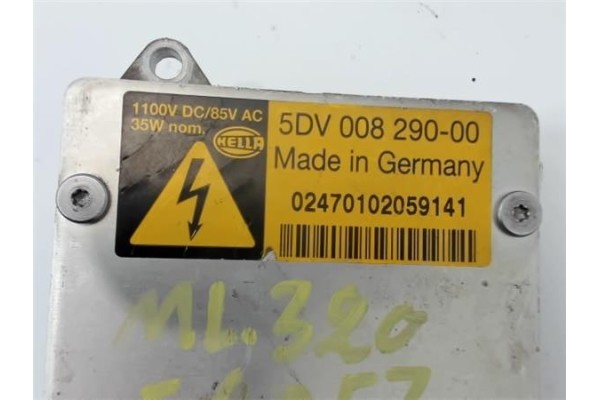 1100V DC/85V AC
35W nom.
HELLA
5DV 008 290-00
Made in Germany
02470102059141
ML.320